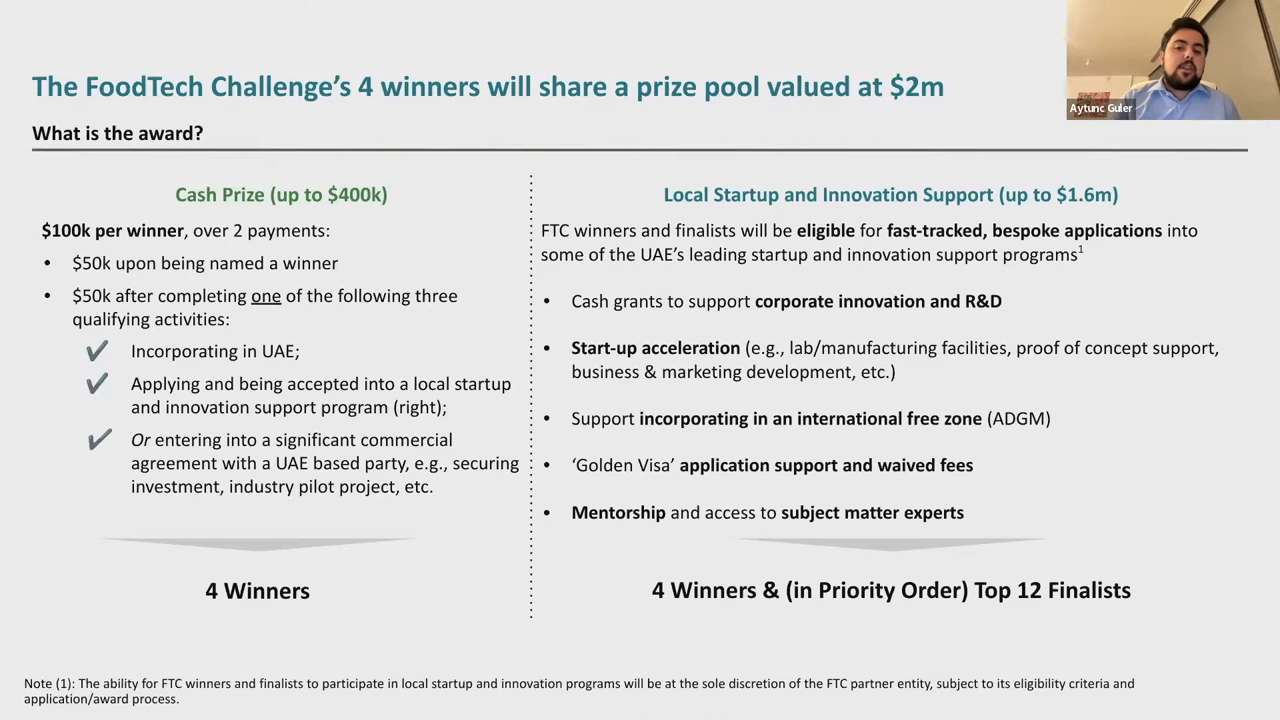 The FoodTech Challenge’s 4 winners will share a prize pool valued at $2m
Aytunc Guler
What is the award?
Cash Prize (up to $400k)
$100k per winner, over 2 payments:
• $50k upon being named a winner
• $50k after completing one of the following three
qualifying activities:
✔ Incorporating in UAE;
✔ Applying and being accepted into a local startup
and innovation support program (right);
✔ Or entering into a significant commercial
agreement with a UAE based party, e.g., securing
investment, industry pilot project, etc.
4 Winners
Local Startup and Innovation Support (up to $1.6m)
FTC winners and finalists will be eligible for fast-tracked, bespoke applications into
some of the UAE’s leading startup and innovation support programs1
• Cash grants to support corporate innovation and R&D
• Start-up acceleration (e.g., lab/manufacturing facilities, proof of concept support,
business & marketing development, etc.)
• Support incorporating in an international free zone (ADGM)
• ‘Golden Visa’ application support and waived fees
• Mentorship and access to subject matter experts
4 Winners & (in Priority Order) Top 12 Finalists
Note (1): The ability for FTC winners and finalists to participate in local startup and innovation programs will be at the sole discretion of the FTC partner entity, subject to its eligibility criteria and
application/award process.